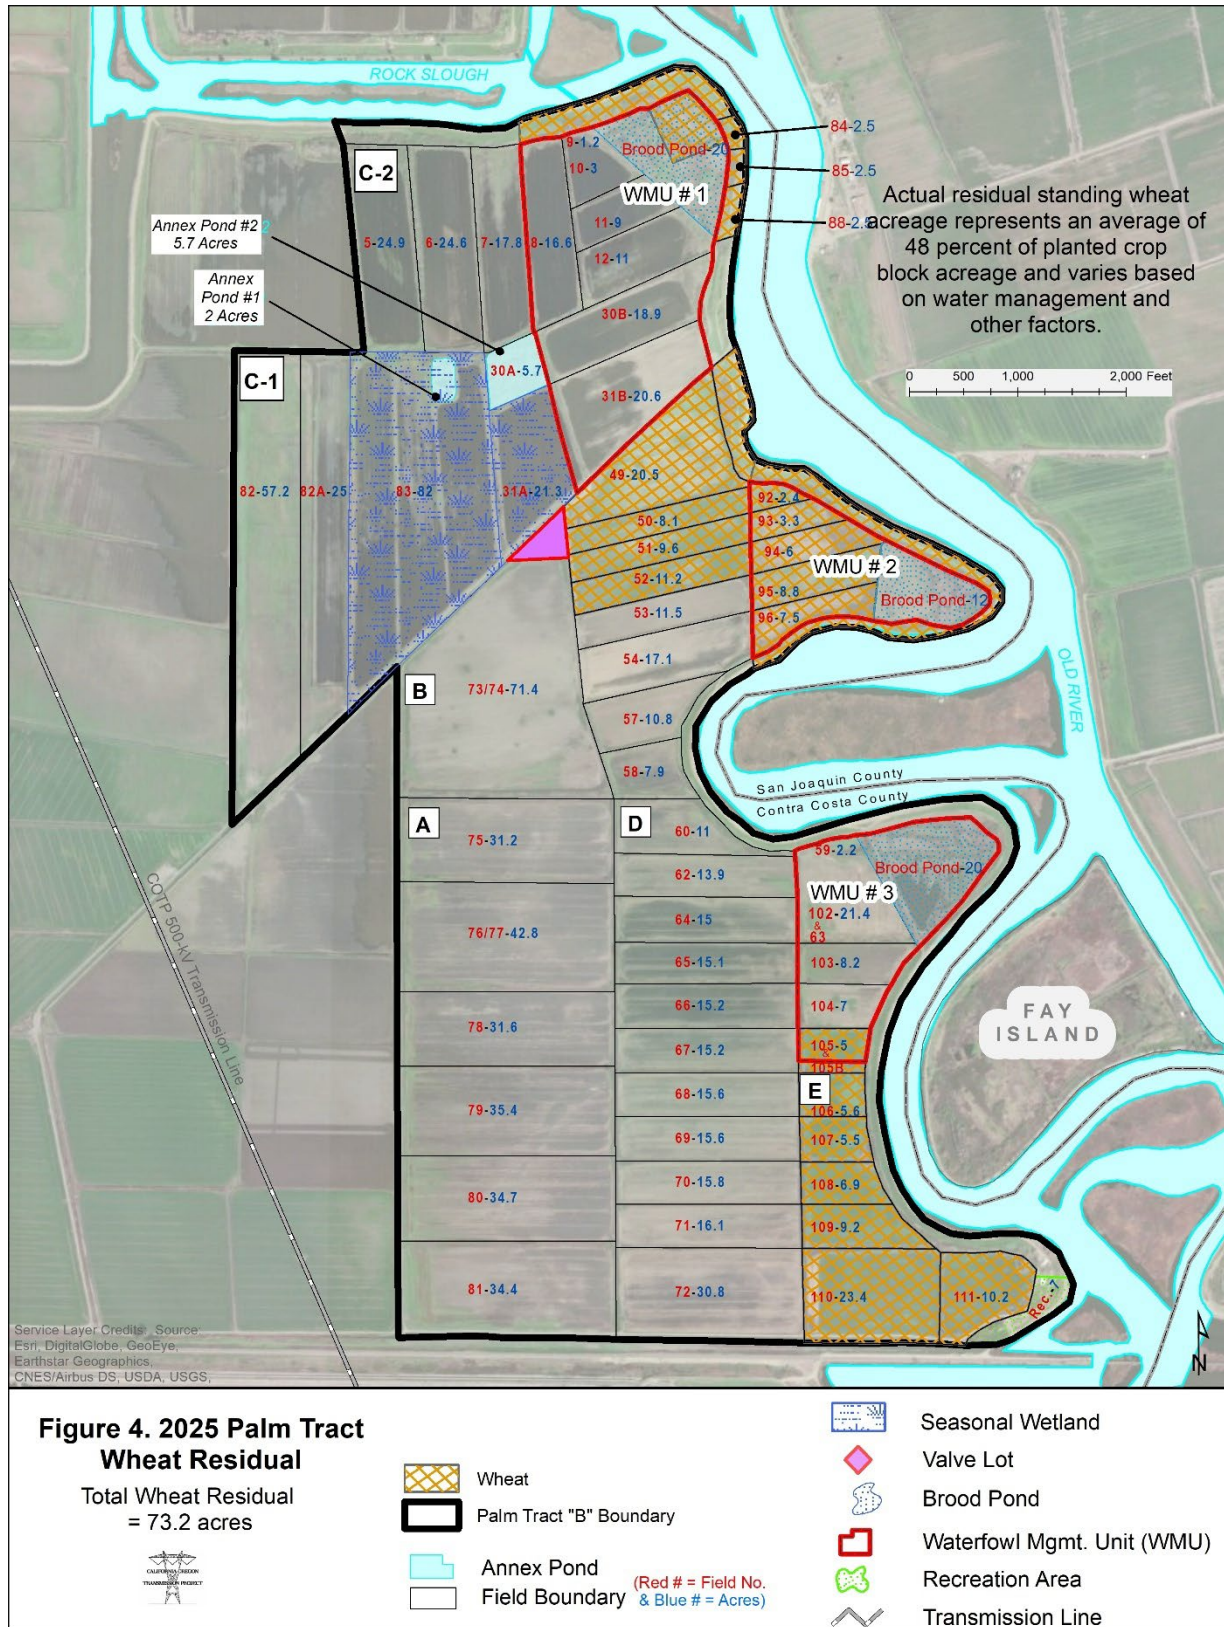 ROCK SLOUGH
C-2
9-1.2
10-3
Brood Pond-20
WMU # 1
84-2.5
85-2.5
Actual residual standing wheat
acreage represents an average of
48 percent of planted crop
block acreage and varies based
on water management and
other factors.
0 500 1,000 2,000 Feet
Annex Pond #2
5.7 Acres
Annex
Pond #1
2 Acres
5-24.9
6-24.6
7-17.8
8-16.6
11-9
12-11
30B-18.9
30A-5.7
31B-20.6
C-1
82-57.2
82A-25
83-82
31A-21.3
49-20.5
50-8.1
51-9.6
52-11.2
53-11.5
54-17.1
57-10.8
58-7.9
92-2.4
93-3.3
94-6
WMU # 2
95-8.8
96-7.5
Brood Pond-12
OLD RIVER
B
73/74-71.4
San Joaquin County
Contra Costa County
A
75-31.2
76/77-42.8
78-31.6
79-35.4
80-34.7
81-34.4
D
60-11
62-13.9
64-15
65-15.1
66-15.2
67-15.2
68-15.6
69-15.6
70-15.8
71-16.1
72-30.8
59-2.2
Brood Pond-20
WMU # 3
102-21.4
&
63
103-8.2
104-7
105-5
&
105B
E
106-5.6
107-5.5
108-6.9
109-9.2
110-23.4
111-10.2
Rec.-7
FAY
ISLAND
COTP 500-kV Transmission Line
N
Service Layer Credits: Source:
Esri, DigitalGlobe, GeoEye,
Earthstar Geographics,
CNES/Airbus DS, USDA, USGS,
Figure 4. 2025 Palm Tract
Wheat Residual
Total Wheat Residual
= 73.2 acres
CALIFORNIA OREGON
TRANSMISSION PROJECT
Wheat
Palm Tract "B" Boundary
Annex Pond
Field Boundary
(Red # = Field No.
& Blue # = Acres)
Seasonal Wetland
Valve Lot
Brood Pond
Waterfowl Mgmt. Unit (WMU)
Recreation Area
Transmission Line